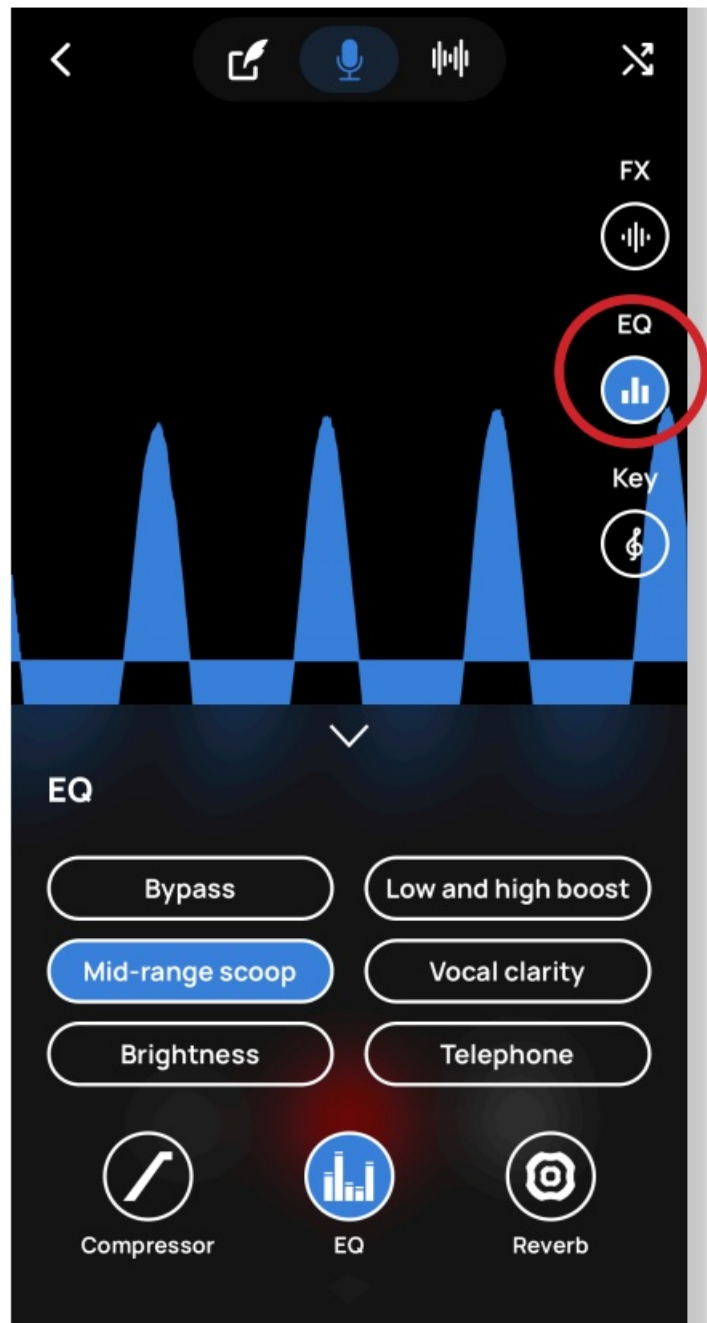 FX
EQ
Key
EQ
Bypass
Low and high boost
Mid-range scoop
Vocal clarity
Brightness
Telephone
Compressor
EQ
Reverb